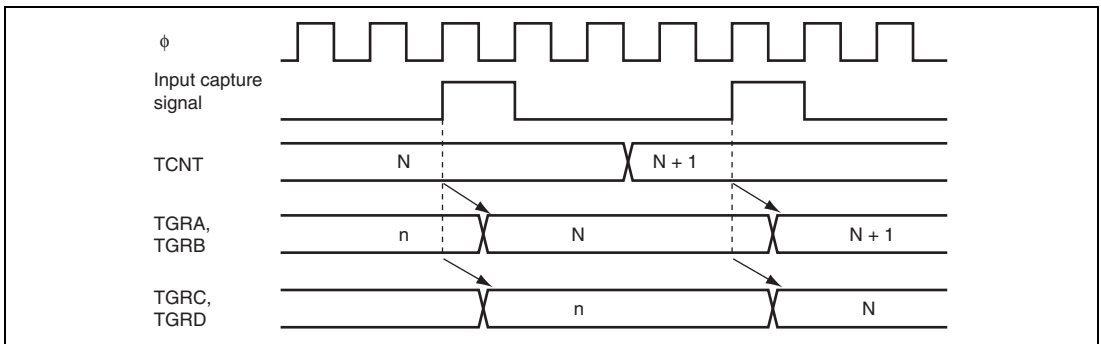 ϕ
Input capture
signal
TCNT
N
N + 1
TGRA,
TGRB
n
N
N + 1
TGRC,
TGRD
n
N